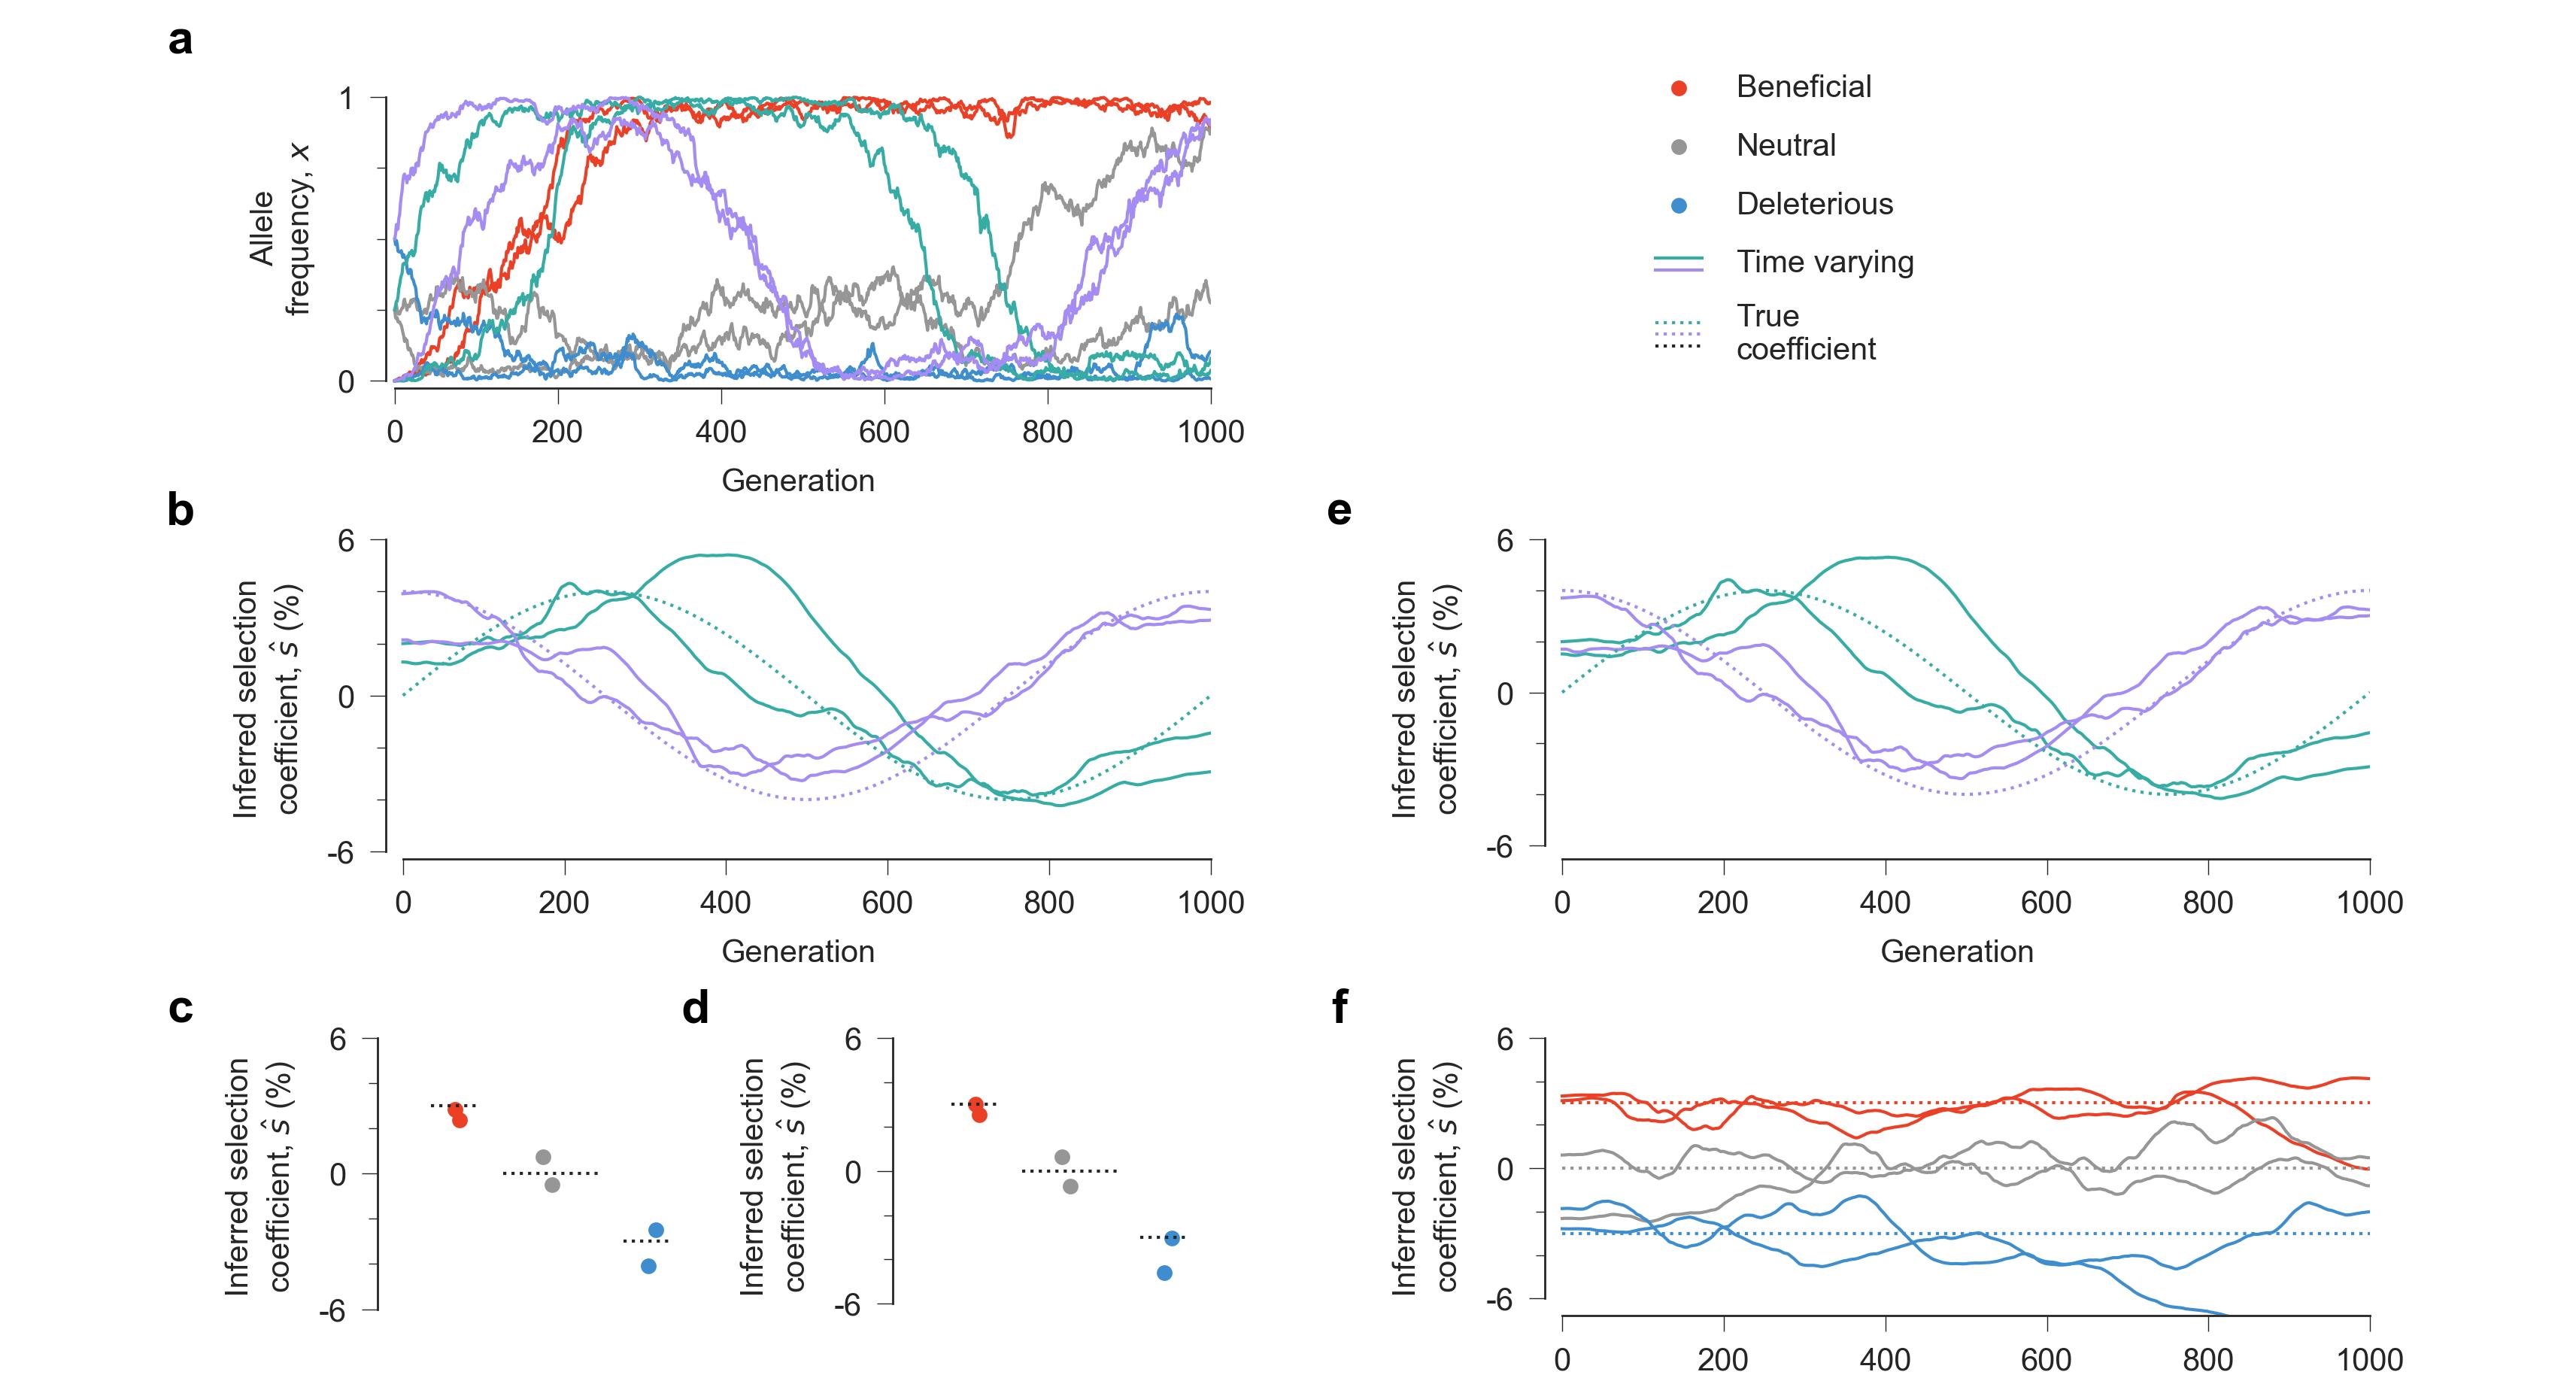 a
1
0
Allele
frequency, x
0 200 400 600 800 1000
Generation
Beneficial
Neutral
Deleterious
Time varying
True
coefficient
b
6
0
-6
Inferred selection
coefficient, ŝ (%)
0 200 400 600 800 1000
Generation
e
6
0
-6
Inferred selection
coefficient, ŝ (%)
0 200 400 600 800 1000
Generation
c
6
0
-6
Inferred selection
coefficient, ŝ (%)
d
6
0
-6
Inferred selection
coefficient, ŝ (%)
f
6
0
-6
Inferred selection
coefficient, ŝ (%)
0 200 400 600 800 1000